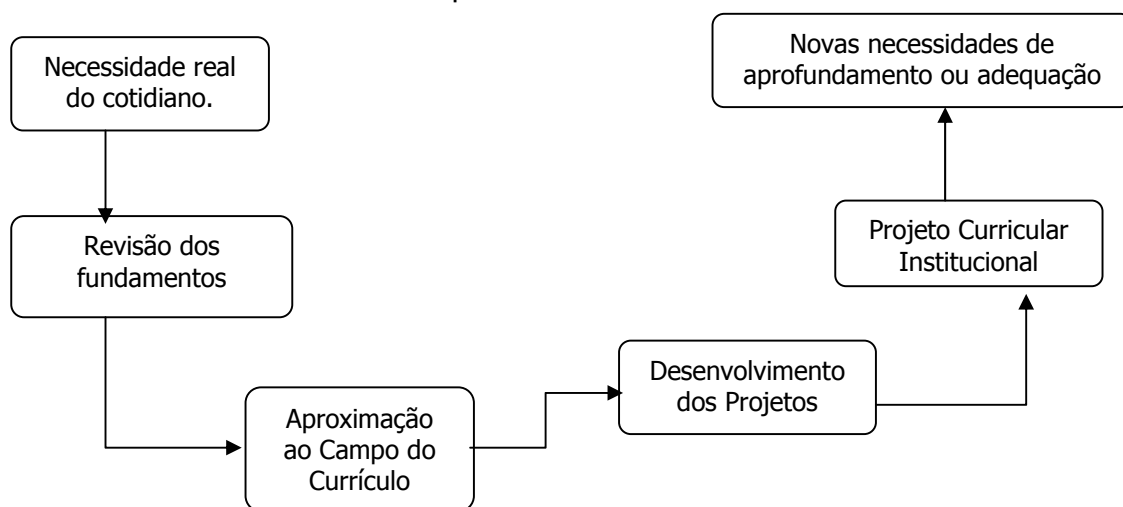 Necessidade real
do cotidiano.
Revisão dos
fundamentos
Aproximação
ao Campo do
Currículo
Desenvolvimento
dos Projetos
Projeto Curricular
Institucional
Novas necessidades de
aprofundamento ou adequação